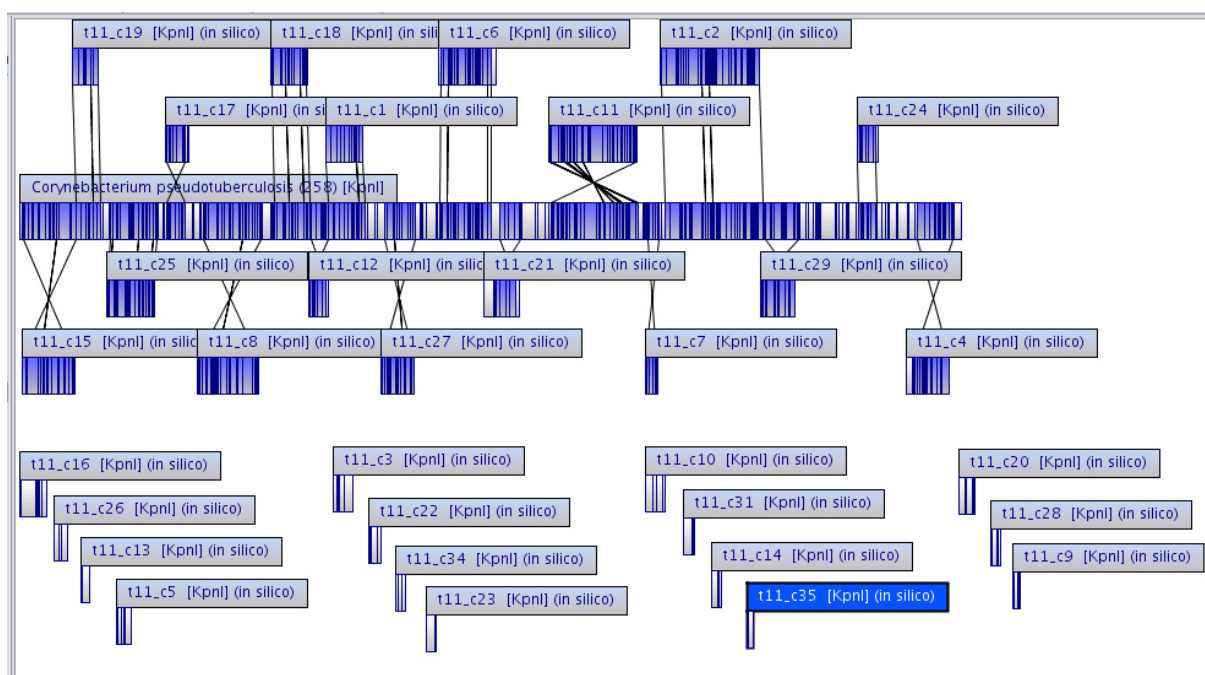 t11_c19 [KpnI] (in silico)
t11_c18 [KpnI] (in sili
t11_c6 [KpnI] (in silico)
t11_c2 [KpnI] (in silico)
t11_c17 [KpnI] (in si
t11_c1 [KpnI] (in silico)
t11_c11 [KpnI] (in silico)
t11_c24 [KpnI] (in silico)
Corynebacterium pseudotuberculosis (258) [KpnI]
t11_c25 [KpnI] (in silico)
t11_c12 [KpnI] (in silic
t11_c21 [KpnI] (in silico)
t11_c29 [KpnI] (in silico)
t11_c15 [KpnI] (in silic
t11_c8 [KpnI] (in silico)
t11_c27 [KpnI] (in silico)
t11_c7 [KpnI] (in silico)
t11_c4 [KpnI] (in silico)
t11_c16 [KpnI] (in silico)
t11_c3 [KpnI] (in silico)
t11_c10 [KpnI] (in silico)
t11_c20 [KpnI] (in silico)
t11_c26 [KpnI] (in silico)
t11_c22 [KpnI] (in silico)
t11_c31 [KpnI] (in silico)
t11_c28 [KpnI] (in silico)
t11_c13 [KpnI] (in silico)
t11_c34 [KpnI] (in silico)
t11_c14 [KpnI] (in silico)
t11_c9 [KpnI] (in silico)
t11_c5 [KpnI] (in silico)
t11_c23 [KpnI] (in silico)
t11_c35 [KpnI] (in silico)